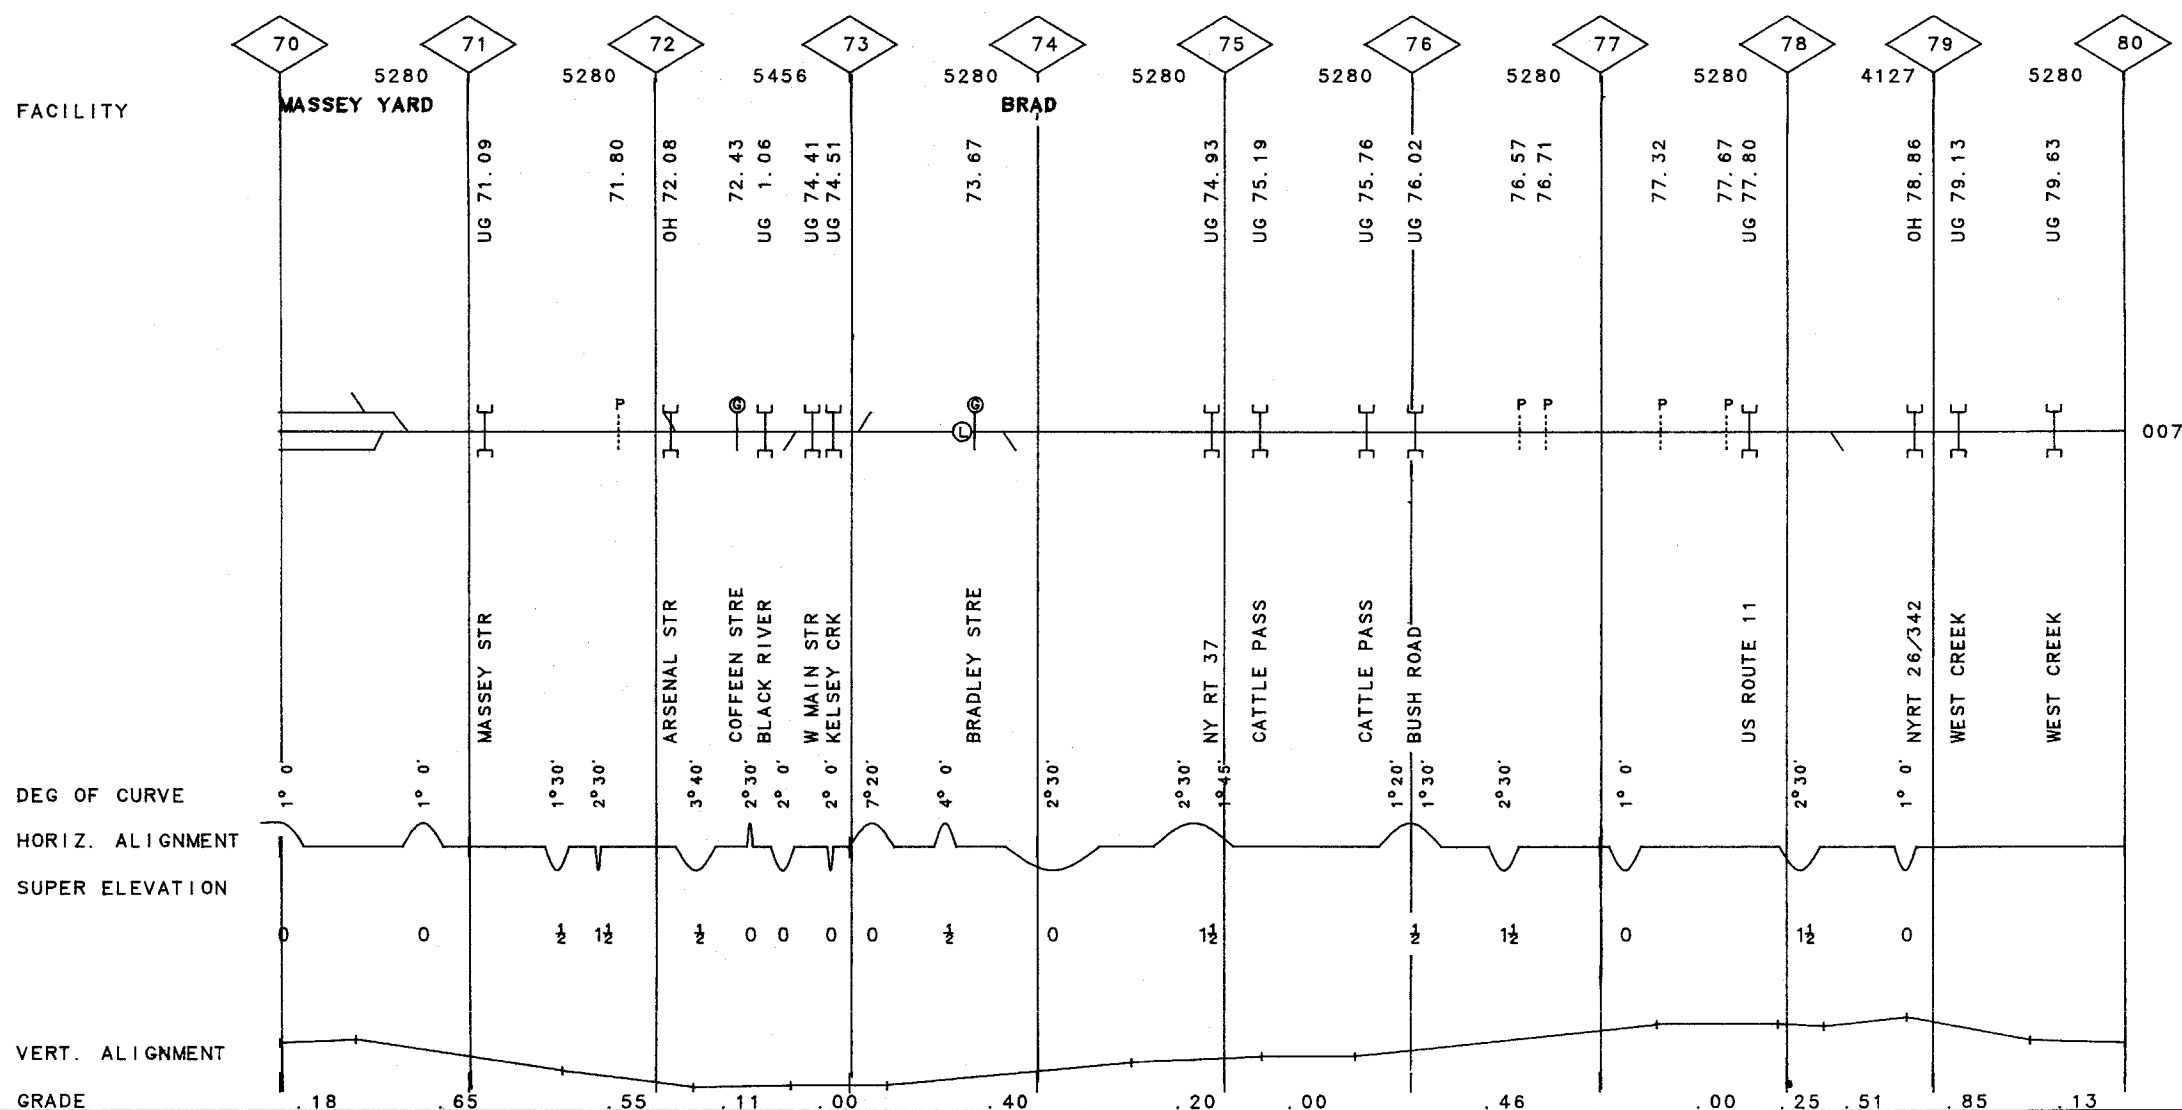 70 71 72 73 74 75 76 77 78 79 80
5280 5280 5456 5280 5280 5280 5280 5280 4127 5280
FACILITY MASSEY YARD BRAD
UG 71.09
71.80
OH 72.08
72.43
UG 1.06
UG 74.41
UG 74.51
73.67
UG 74.93
UG 75.19
UG 75.76
UG 76.02
76.57
76.71
77.32
77.67
UG 77.80
OH 78.86
UG 79.13
UG 79.63
P G G P P P P
L 007
MASSEY STR
ARSENAL STR
COFFEEN STRE
BLACK RIVER
W MAIN STR
KELSEY CRK
BRADLEY STRE
NY RT 37
CATTLE PASS
CATTLE PASS
BUSH ROAD
US ROUTE 11
NYRT 26/342
WEST CREEK
WEST CREEK
DEG OF CURVE 1° 0' 1° 0' 1°30' 2°30' 3°40' 2°30' 2° 0' 2° 0' 7°20' 4° 0' 2°30' 2°30' 1°45' 1°20' 1°30' 2°30' 1° 0' 2°30' 1° 0'
HORIZ. ALIGNMENT
SUPER ELEVATION
0 0 ½ 1½ ½ 0 0 0 0 ½ 0 1½ ½ 1½ 0 1½ 0
VERT. ALIGNMENT
GRADE .18 .65 .55 .11 .00 .40 .20 .00 .46 .00 .25 .51 .85 .13